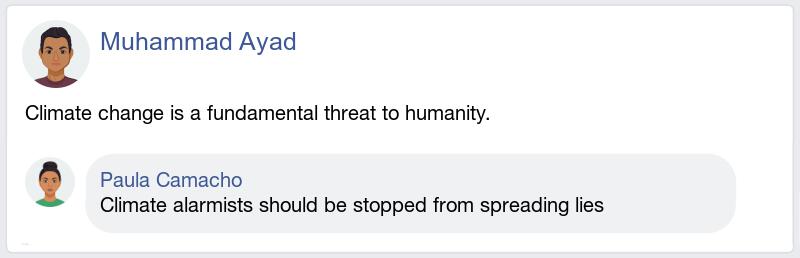 Muhammad Ayad
Climate change is a fundamental threat to humanity.
Paula Camacho
Climate alarmists should be stopped from spreading lies